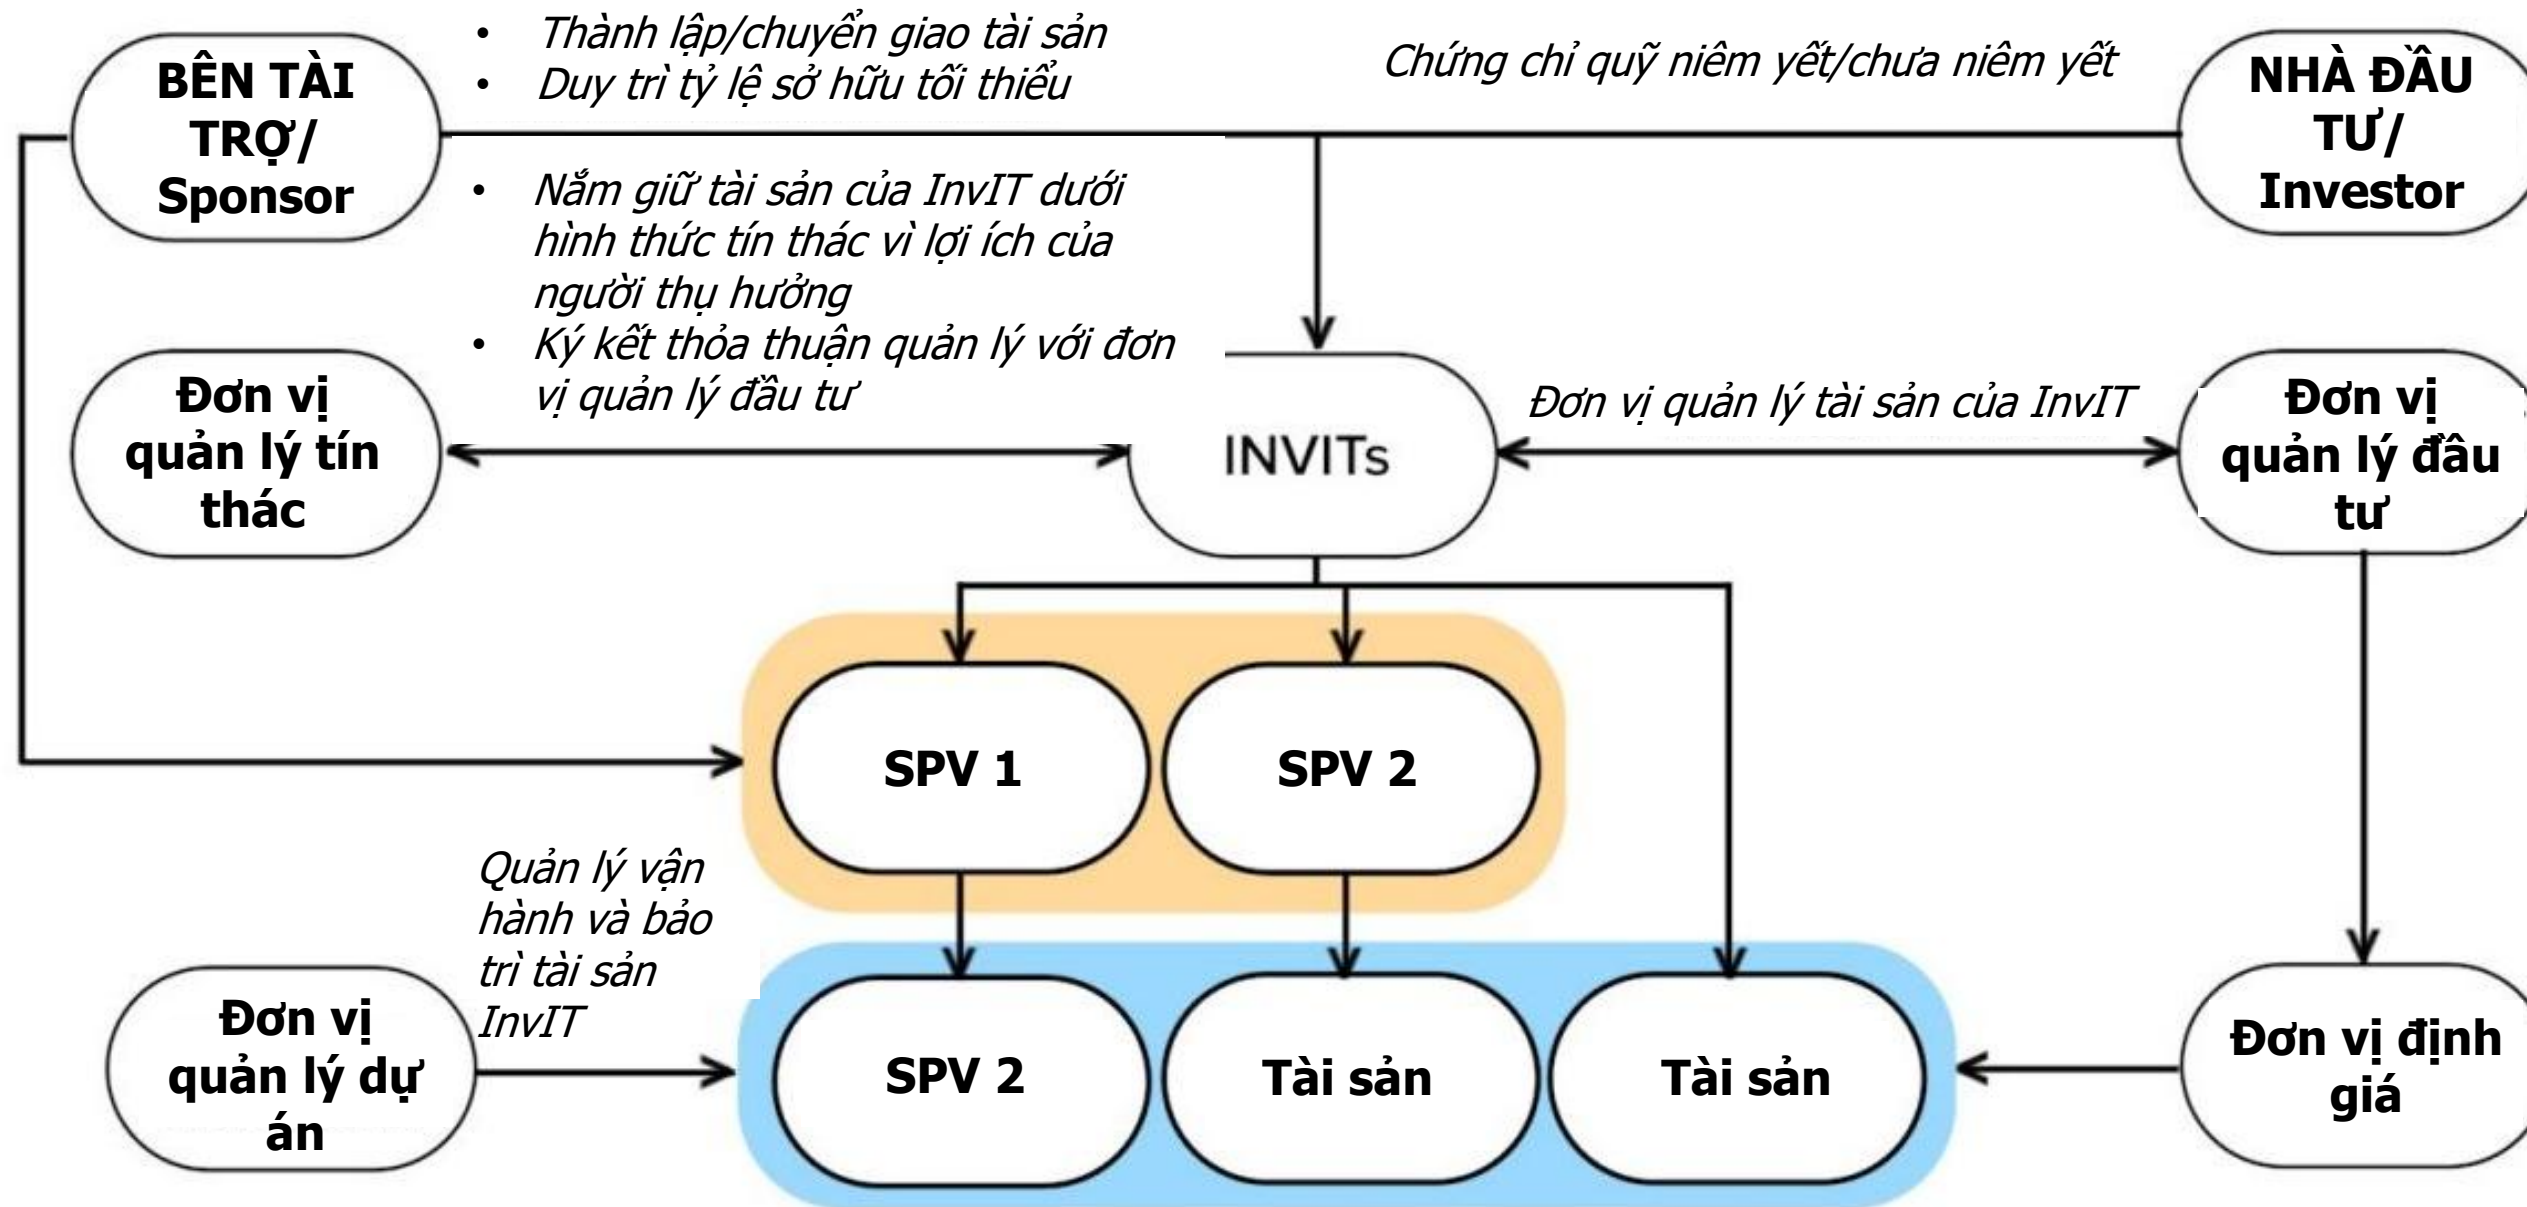 BÊN TÀI
TRỢ/
Sponsor
• Thành lập/chuyển giao tài sản
• Duy trì tỷ lệ sở hữu tối thiểu
Chứng chỉ quỹ niêm yết/chưa niêm yết
NHÀ ĐẦU
TƯ/
Investor
• Nắm giữ tài sản của InvIT dưới
hình thức tín thác vì lợi ích của
người thụ hưởng
• Ký kết thỏa thuận quản lý với đơn
vị quản lý đầu tư
Đơn vị
quản lý tín
thác
INVITs
Đơn vị quản lý tài sản của InvIT
Đơn vị
quản lý đầu
tư
SPV 1
SPV 2
Quản lý vận
hành và bảo
trì tài sản
InvIT
Đơn vị
quản lý dự
án
SPV 2
Tài sản
Tài sản
Đơn vị định
giá